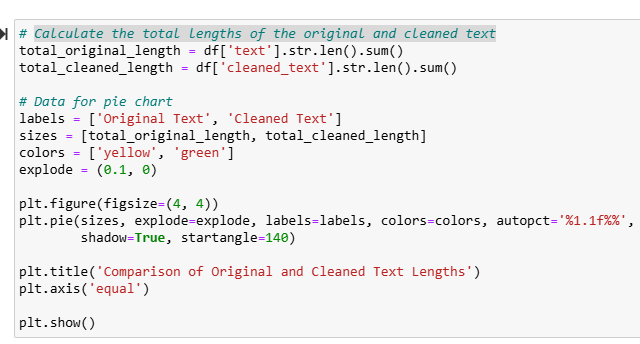 # Calculate the total lengths of the original and cleaned text
total_original_length = df['text'].str.len().sum()
total_cleaned_length = df['cleaned_text'].str.len().sum()
# Data for pie chart
labels = ['Original Text', 'Cleaned Text']
sizes = [total_original_length, total_cleaned_length]
colors = ['yellow', 'green']
explode = (0.1, 0)
plt.figure(figsize=(4, 4))
plt.pie(sizes, explode=explode, labels=labels, colors=colors, autopct='%1.1f%%',
shadow=True, startangle=140)
plt.title('Comparison of Original and Cleaned Text Lengths')
plt.axis('equal')
plt.show()